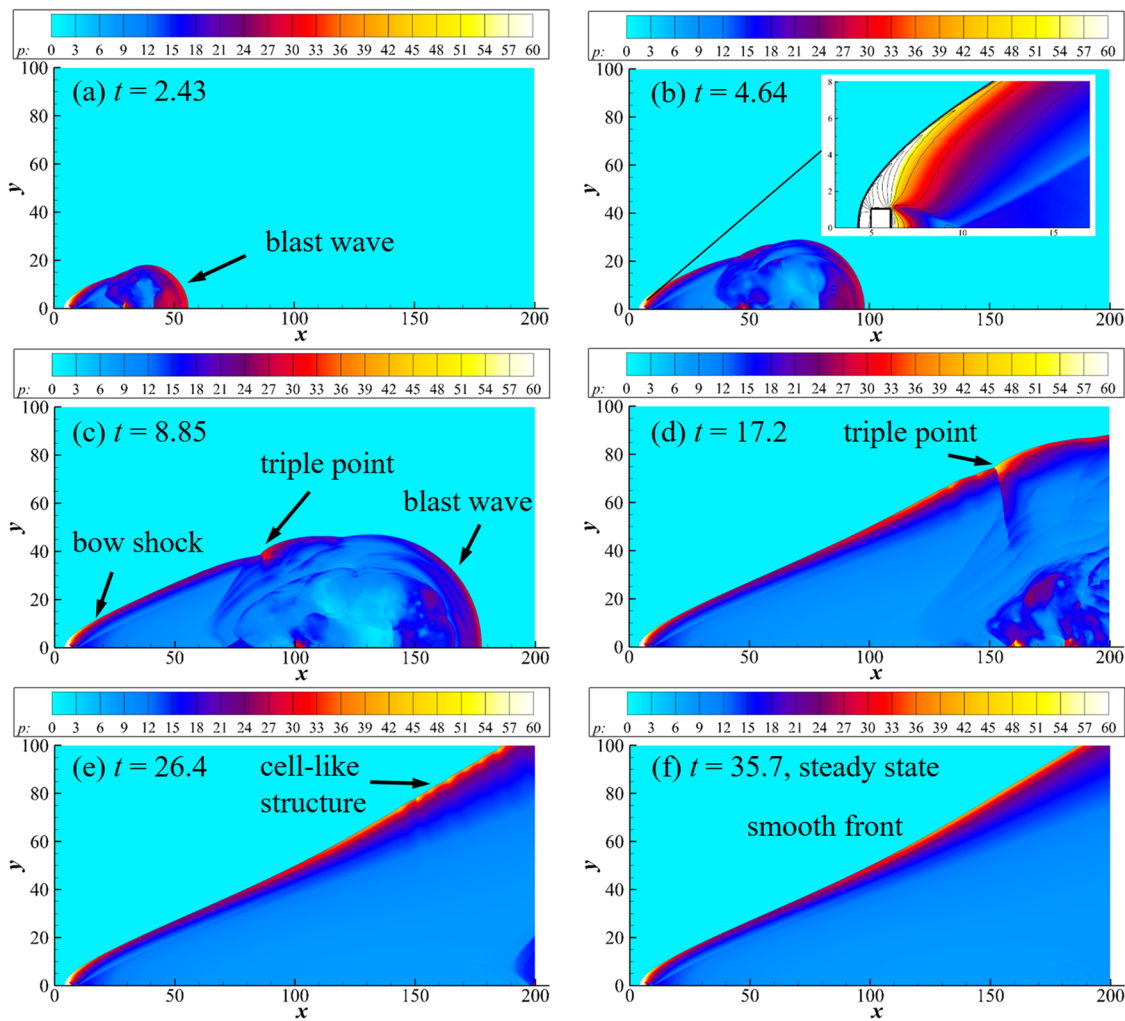 p: 0 3 6 9 12 15 18 21 24 27 30 33 36 39 42 45 48 51 54 57 60
(a) t = 2.43
blast wave
100
80
60
40
20
0
y
0 50 100 150 200
x
p: 0 3 6 9 12 15 18 21 24 27 30 33 36 39 42 45 48 51 54 57 60
(b) t = 4.64
8
6
4
2
0
5 10 15
100
80
60
40
20
0
y
0 50 100 150 200
x
p: 0 3 6 9 12 15 18 21 24 27 30 33 36 39 42 45 48 51 54 57 60
(c) t = 8.85
triple point
blast wave
bow shock
100
80
60
40
20
0
y
0 50 100 150 200
x
p: 0 3 6 9 12 15 18 21 24 27 30 33 36 39 42 45 48 51 54 57 60
(d) t = 17.2
triple point
100
80
60
40
20
0
y
0 50 100 150 200
x
p: 0 3 6 9 12 15 18 21 24 27 30 33 36 39 42 45 48 51 54 57 60
(e) t = 26.4
cell-like
structure
100
80
60
40
20
0
y
0 50 100 150 200
x
p: 0 3 6 9 12 15 18 21 24 27 30 33 36 39 42 45 48 51 54 57 60
(f) t = 35.7, steady state
smooth front
100
80
60
40
20
0
y
0 50 100 150 200
x